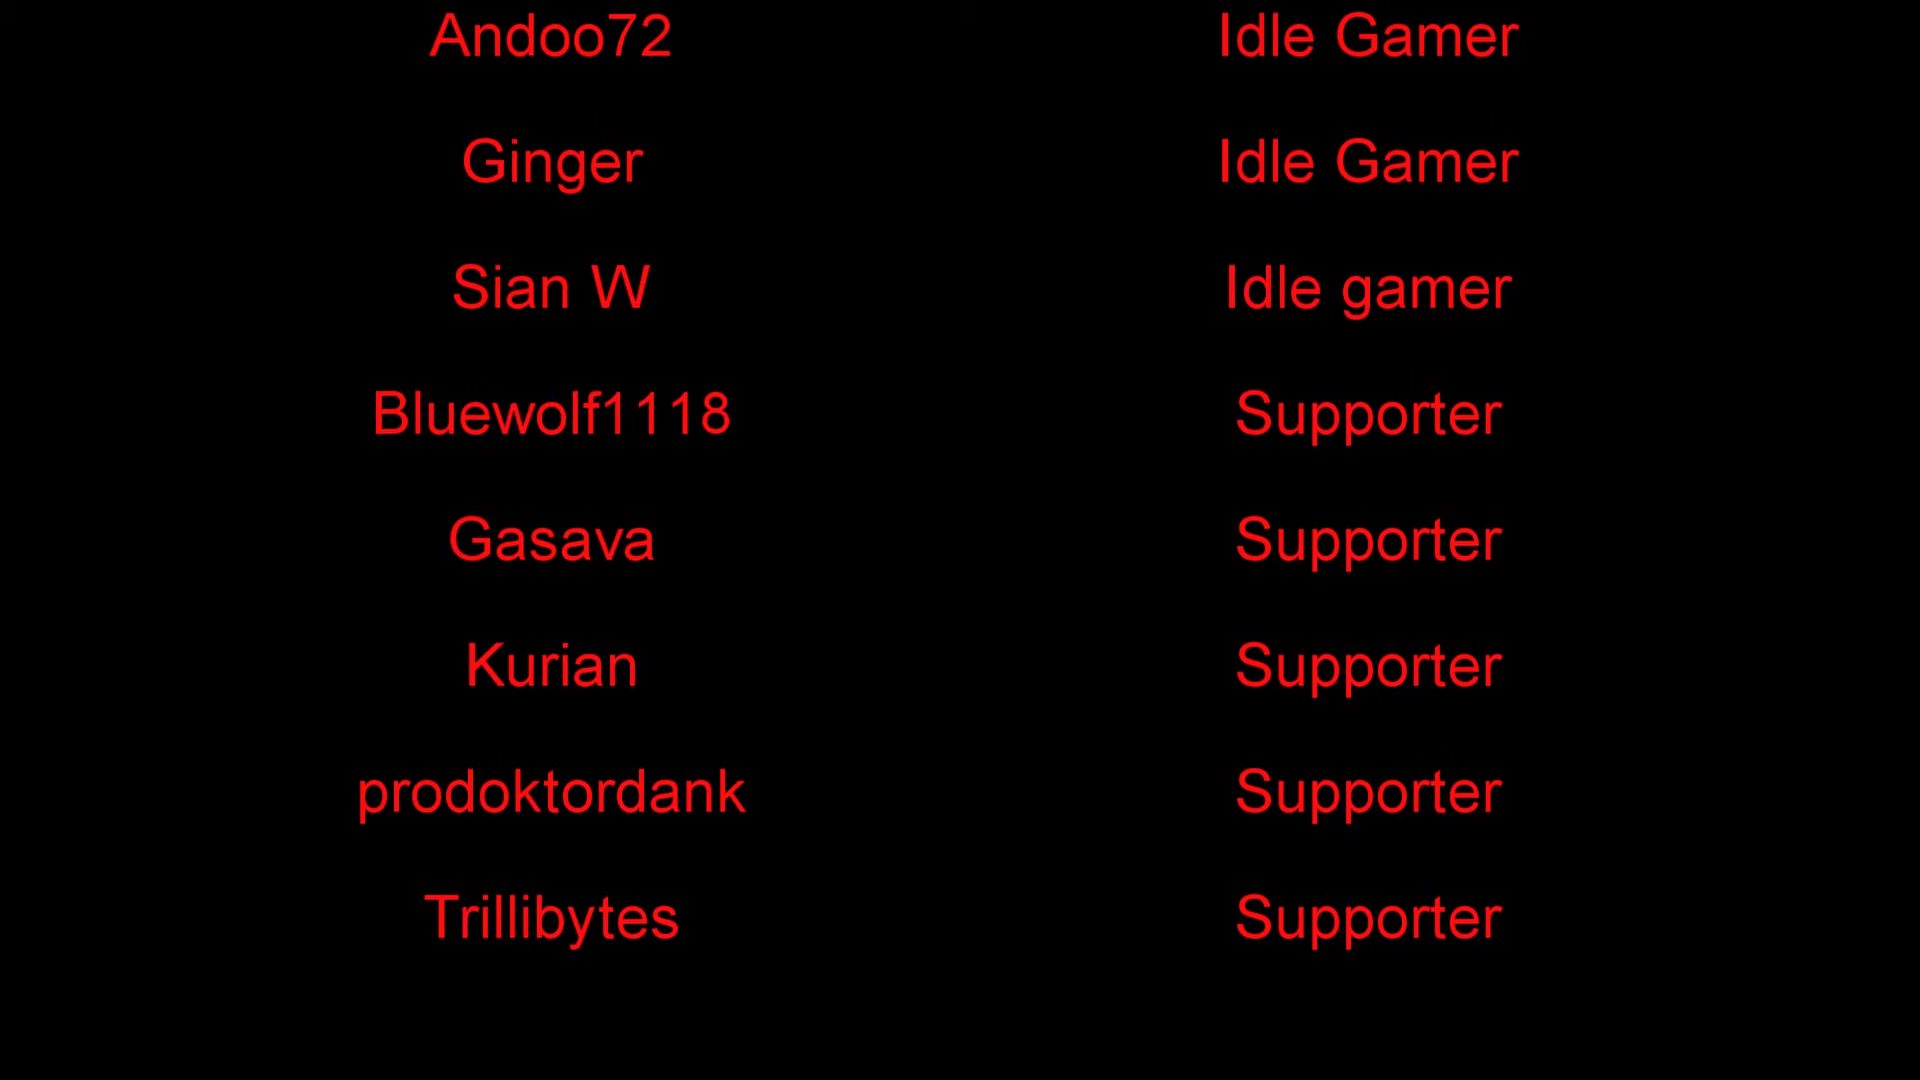 Andoo72 Idle Gamer
Ginger Idle Gamer
Sian W Idle gamer
Bluewolf1118 Supporter
Gasava Supporter
Kurian Supporter
prodoktordank Supporter
Trillibytes Supporter